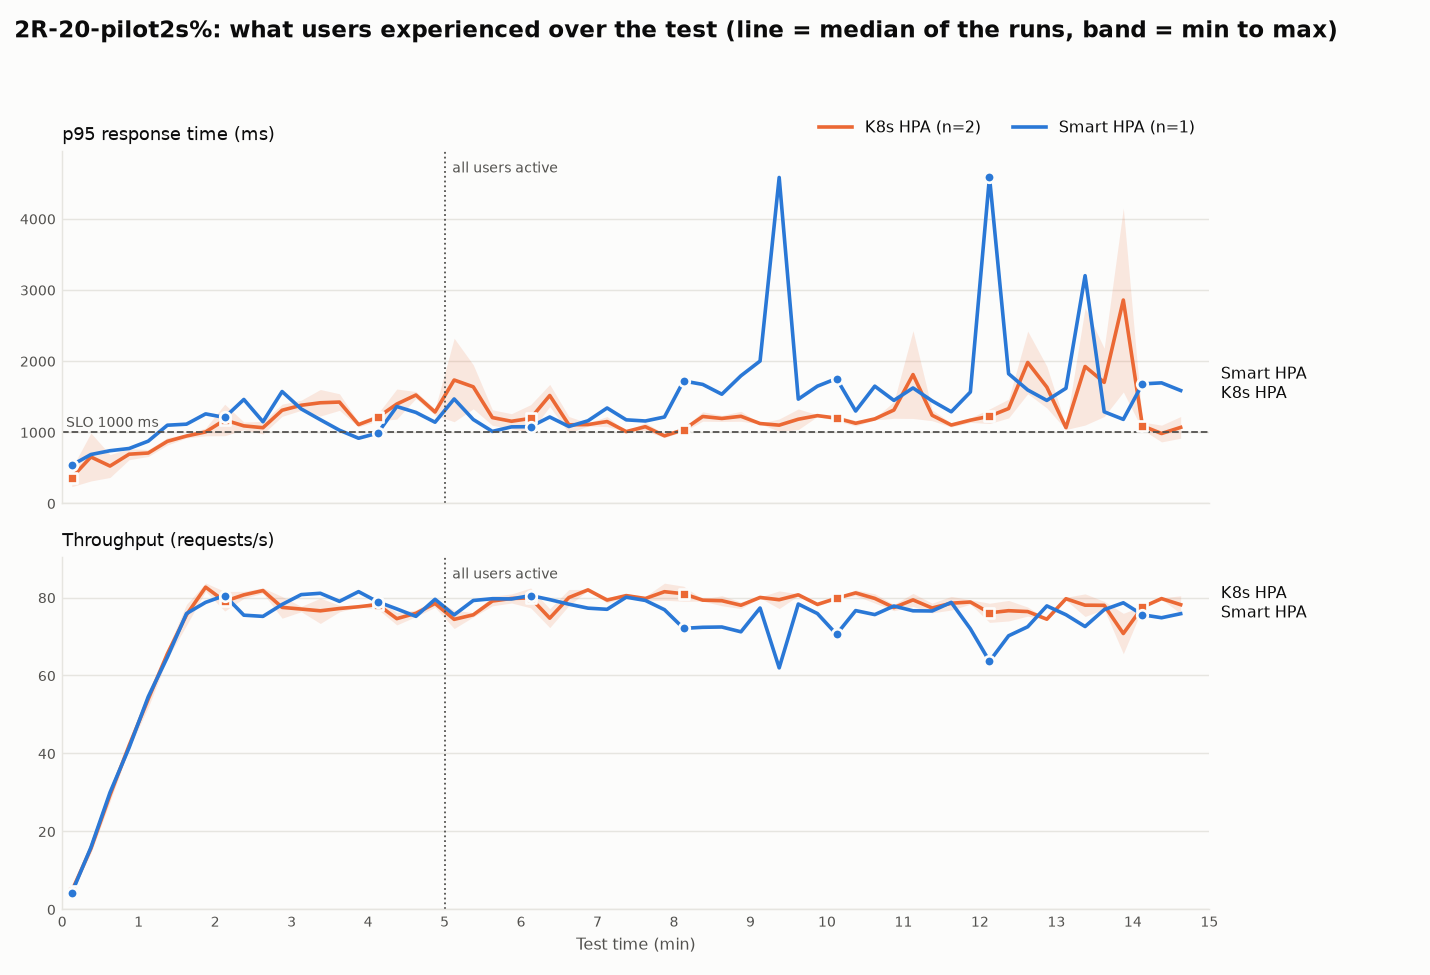 2R-20-pilot2s%: what users experienced over the test (line = median of the runs, band = min to max)
p95 response time (ms)
K8s HPA (n=2)
Smart HPA (n=1)
all users active
4000
3000
2000
Smart HPA
K8s HPA
SLO 1000 ms
1000
0
Throughput (requests/s)
all users active
80
K8s HPA
Smart HPA
60
40
20
0
0 1 2 3 4 5 6 7 8 9 10 11 12 13 14 15
Test time (min)